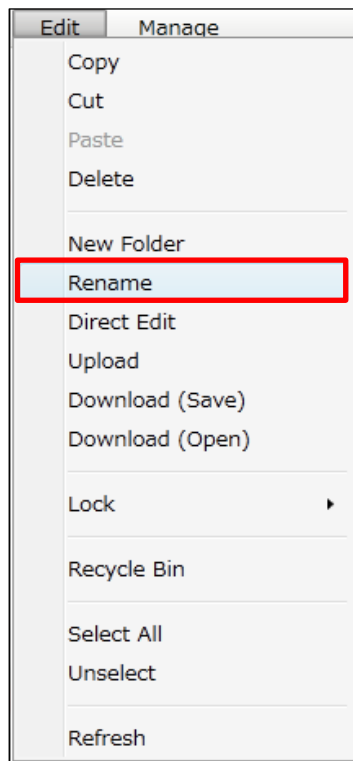 Edit Manage
Copy
Cut
Paste
Delete
New Folder
Rename
Direct Edit
Upload
Download (Save)
Download (Open)
Lock
Recycle Bin
Select All
Unselect
Refresh